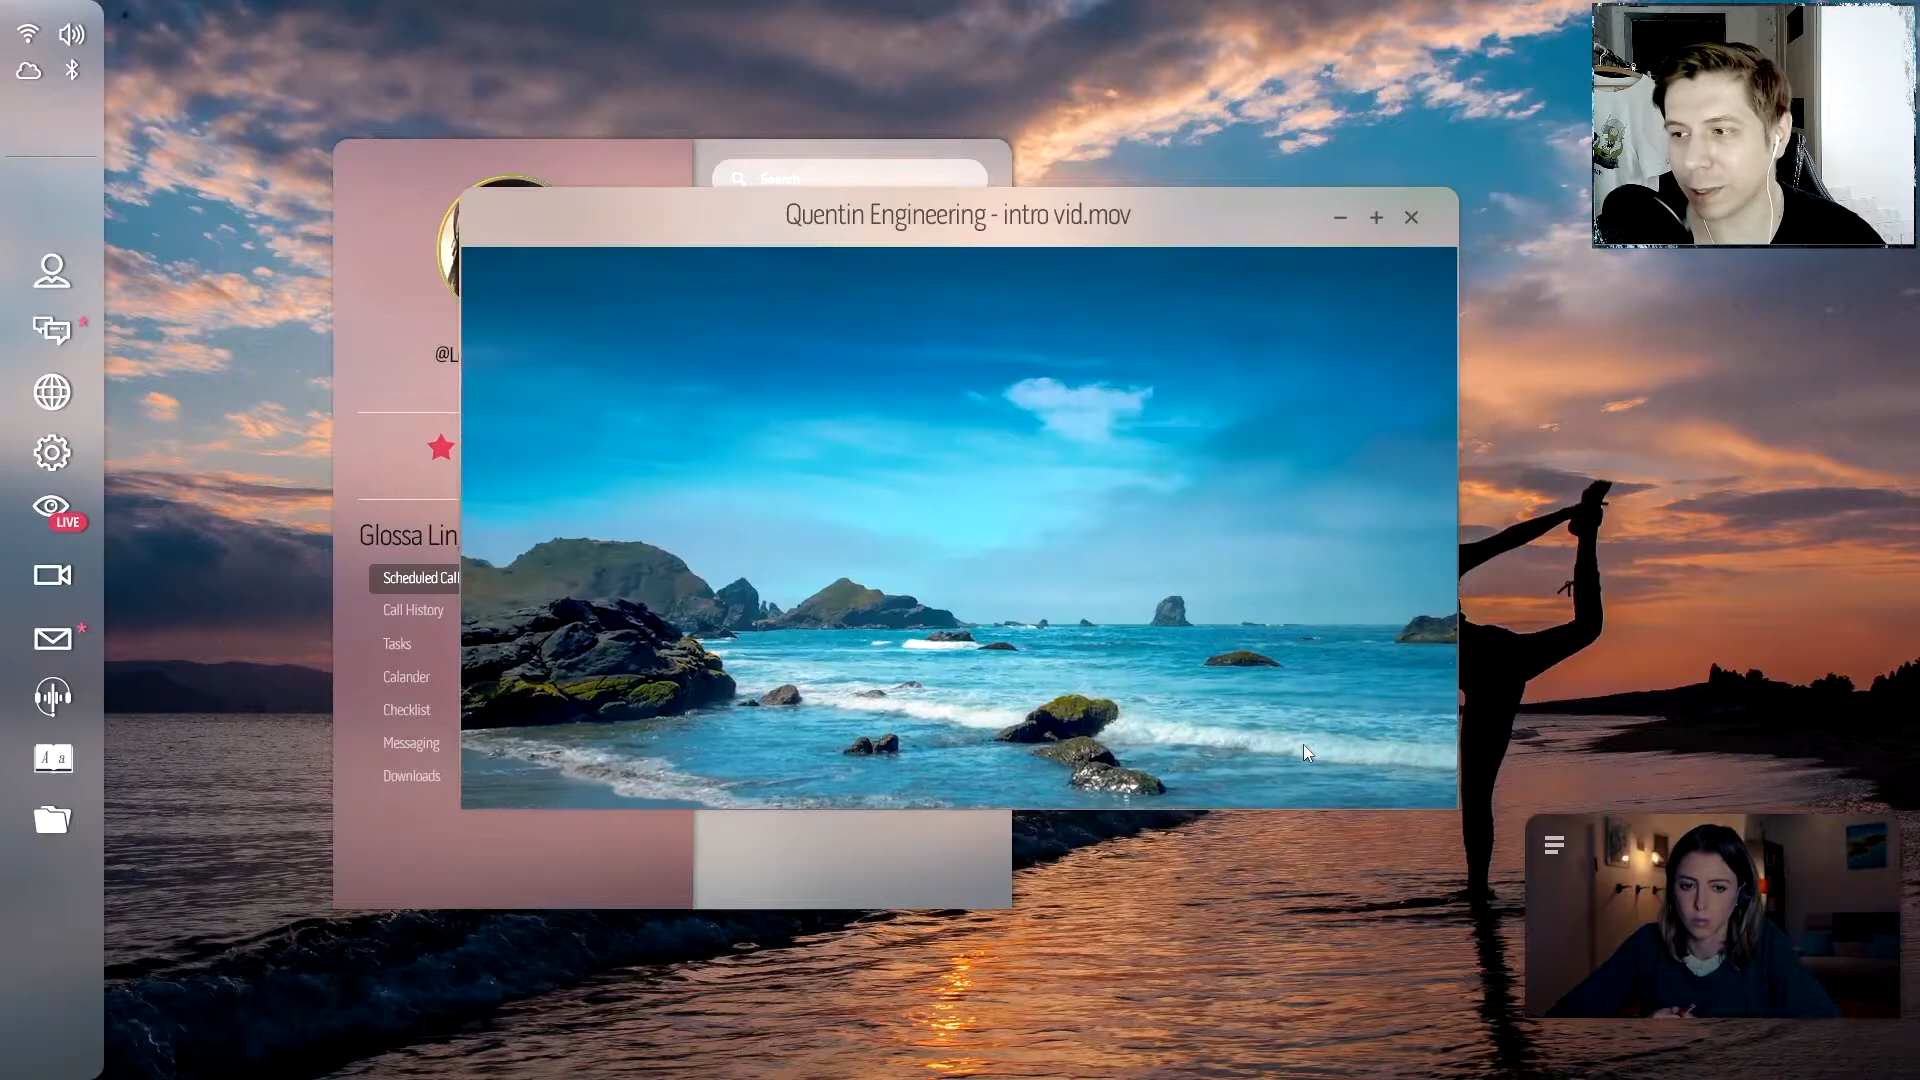 Search
Quentin Engineering - intro vid.mov
@L
Glossa Lin
Scheduled Call
Call History
Tasks
Calander
Checklist
Messaging
Downloads
LIVE
A a